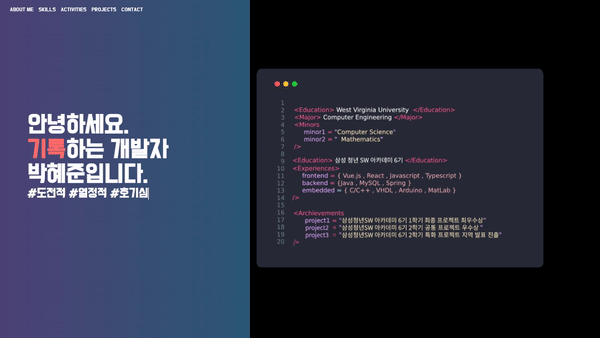 ABOUT ME SKILLS ACTIVITIES PROJECTS CONTACT
안녕하세요.
기록하는 개발자
박혜준입니다.
#도전적 #열정적 #호기심
1
2 <Education> West Virginia University </Education>
3 <Major> Computer Engineering </Major>
4 <Minors
5 minor1 = "Computer Science"
6 minor2 = " Mathematics"
7 />
8
9 <Education> 삼성 청년 SW 아카데미 6기 </Education>
10 <Experiences>
11 frontend = { Vue.js , React , Javascript , Typescript }
12 backend = {Java , MySQL , Spring }
13 embedded = { C/C++ , VHDL , Arduino , MatLab }
14 />
15
16 <Archievements
17 project1 = "삼성청년SW 아카데미 6기 1학기 최종 프로젝트 최우수상"
18 project2 = "삼성청년SW 아카데미 6기 2학기 공통 프로젝트 우수상 "
19 project3 = "삼성청년SW 아카데미 6기 2학기 특화 프로젝트 지역 발표 진출"
20 />